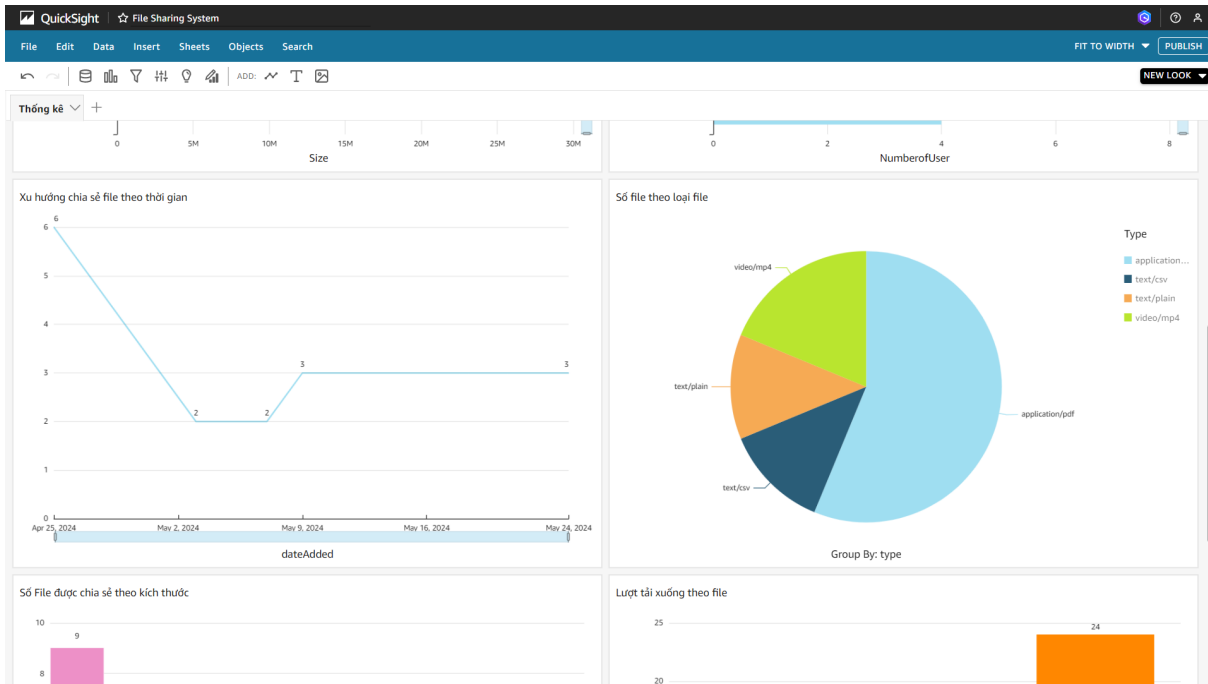 QuickSight File Sharing System
File Edit Data Insert Sheets Objects Search FIT TO WIDTH PUBLISH
ADD: NEW LOOK
Thống kê
0 5M 10M 15M 20M 25M 30M
Size
0 2 4 6 8
NumberofUser
Xu hướng chia sẻ file theo thời gian
6
6
5
4
3
3
3
2
2
2
1
0
Apr 25, 2024 May 2, 2024 May 9, 2024 May 16, 2024 May 24, 2024
dateAdded
Số file theo loại file
Type
application...
text/csv
text/plain
video/mp4
video/mp4
text/plain
application/pdf
text/csv
Group By: type
Số File được chia sẻ theo kích thước
10
9
8
Lượt tải xuống theo file
25
24
20